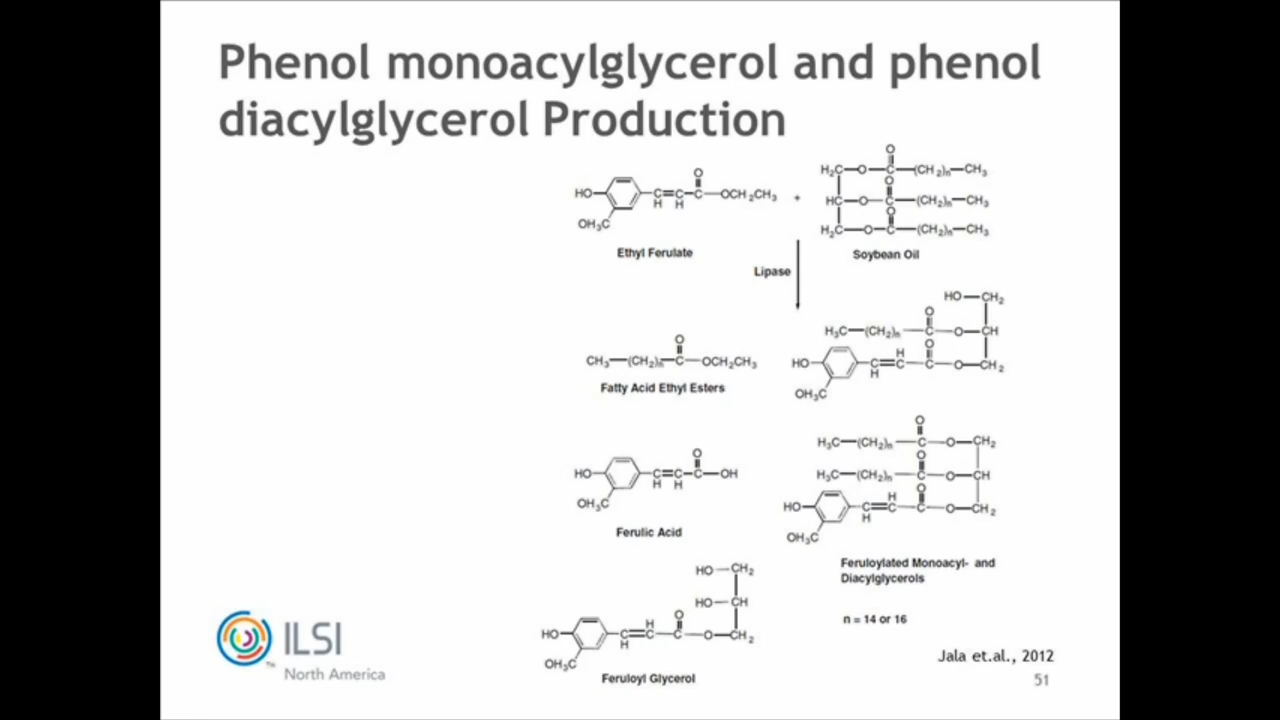 Phenol monoacylglycerol and phenol
diacylglycerol Production
O
H₂C—O—C—(CH₂)n—CH₃
O
HO
C=C—C—OCH₂CH₃
H H
OH₃C
+
O
HC—O—C—(CH₂)n—CH₃
O
H₂C—O—C—(CH₂)n—CH₃
Ethyl Ferulate
Soybean Oil
Lipase
HO—CH₂
O
H₃C—(CH₂)n—C—O—CH
O
CH₃—(CH₂)n—C—OCH₂CH₃
O
H
HO
C=C—C—O—CH₂
H
OH₃C
Fatty Acid Ethyl Esters
O
H₃C—(CH₂)n—C—O—CH₂
O
H₃C—(CH₂)n—C—O—CH
O
HO
C=C—C—OH
H H
OH₃C
O
H
HO
C=C—C—O—CH₂
H
OH₃C
Ferulic Acid
Feruloylated Monoacyl- and
Diacylglycerols
HO—CH₂
HO—CH
O
H
HO
C=C—C—O—CH₂
H
OH₃C
Feruloyl Glycerol
n = 14 or 16
ILSI
™
North America
Jala et.al., 2012
51